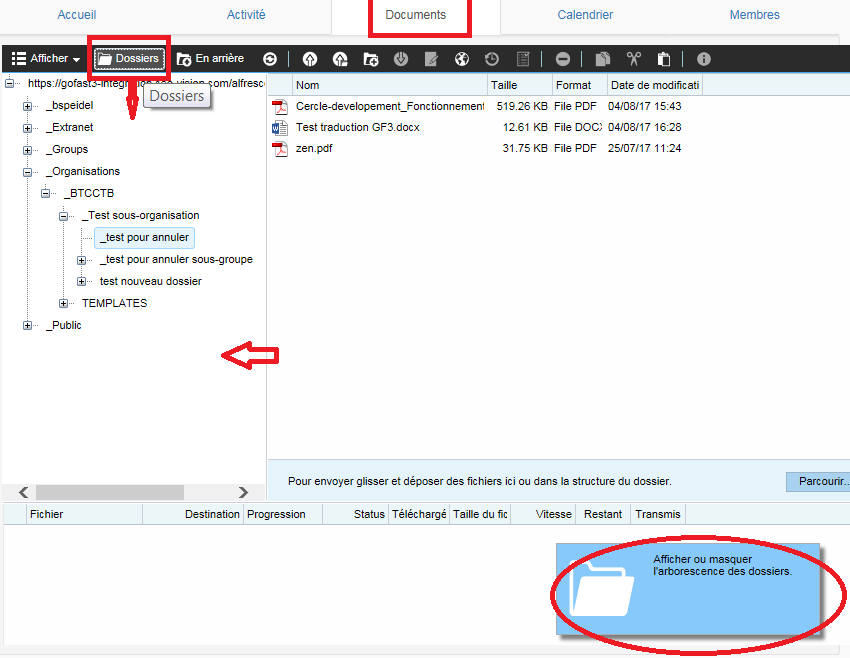 Accueil Activité Documents Calendrier Membres
Afficher Dossiers En arrière
Dossiers
https://gofast3-integration.ceo-vision.com/alfresc
_bspeidel
_Extranet
_Groups
_Organisations
_BTCCTB
_Test sous-organisation
_test pour annuler
_test pour annuler sous-groupe
test nouveau dossier
TEMPLATES
_Public
Nom Taille Format Date de modificati
Cercle-developement_Fonctionnement 519.26 KB File PDF 04/08/17 15:43
Test traduction GF3.docx 12.61 KB File DOC 04/08/17 16:28
zen.pdf 31.75 KB File PDF 25/07/17 11:24
Pour envoyer glisser et déposer des fichiers ici ou dans la structure du dossier. Parcourir...
Fichier Destination Progression Status Téléchargé Taille du fic Vitesse Restant Transmis
Afficher ou masquer
l'arborescence des dossiers.